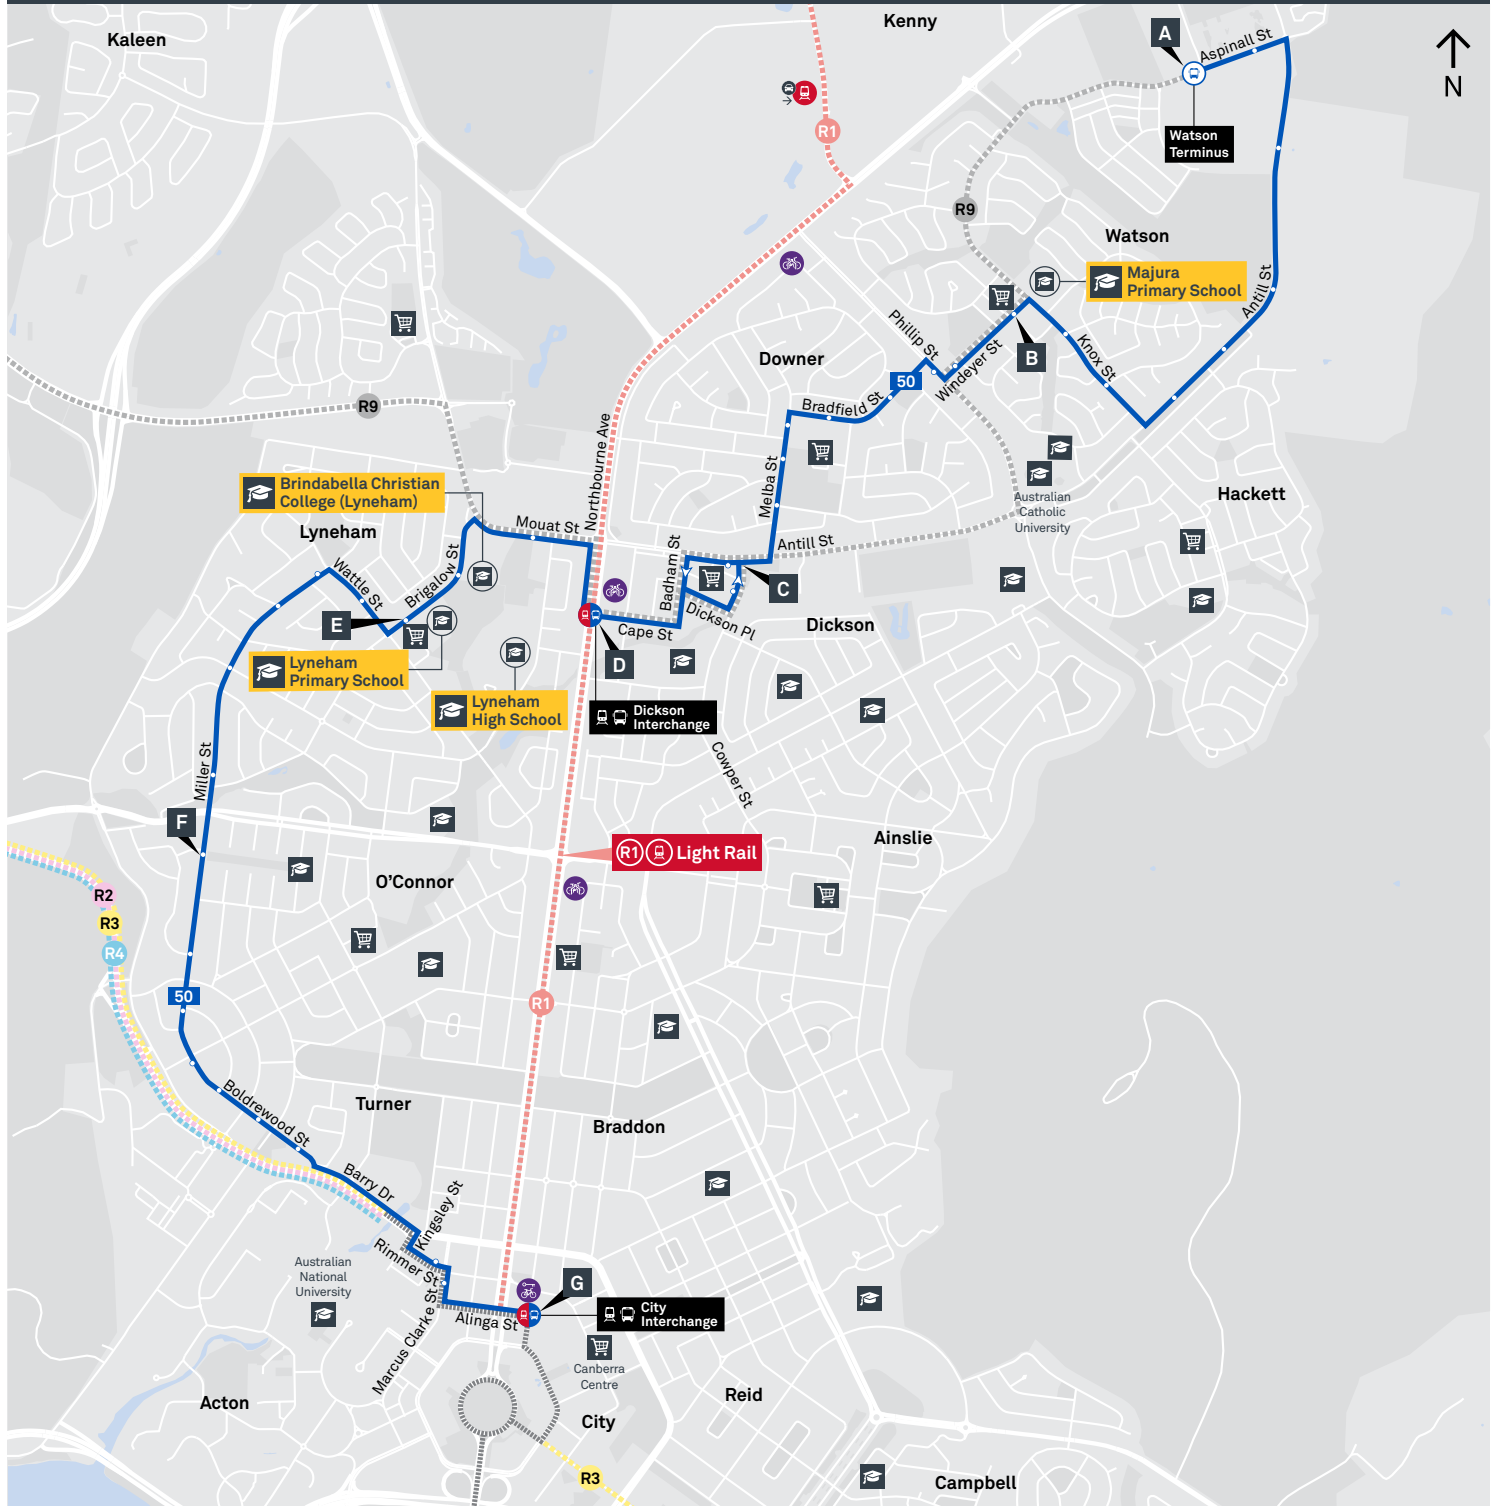 Kenny
Kaleen
A
Aspinall St
N
R1
Watson
Terminus
R9
Watson
Majura
Primary School
Antill St
Phillip St
B
Knox St
Downer
Windeyer St
50
Bradfield St
R9
Northbourne Ave
Melba St
Brindabella Christian
College (Lyneham)
Lyneham
Mouat St
Australian
Catholic
University
Hackett
Antill St
Badham St
Wattle St
Brigalow St
C
Dickson Pl
E
Cape St
Dickson
D
Lyneham
Primary School
Lyneham
High School
Dickson
Interchange
Cowper St
Miller St
F
Ainslie
R1 Light Rail
O'Connor
R2
R3
R4
50
R1
Turner
Boldrewood St
Braddon
Barry Dr
Kingsley St
Rimmer St
Australian
National
University
G
City
Interchange
Alinga St
Marcus Clarke St
Canberra
Centre
Acton
Reid
City
R3
Campbell